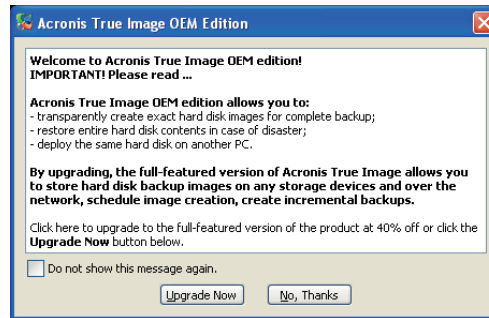 Acronis True Image OEM Edition
Welcome to Acronis True Image OEM edition!
IMPORTANT! Please read ...
Acronis True Image OEM edition allows you to:
- transparently create exact hard disk images for complete backup;
- restore entire hard disk contents in case of disaster;
- deploy the same hard disk on another PC.
By upgrading, the full-featured version of Acronis True Image allows you
to store hard disk backup images on any storage devices and over the
network, schedule image creation, create incremental backups.
Click here to upgrade to the full-featured version of the product at 40% off or click the
Upgrade Now button below.
Do not show this message again.
Upgrade Now No, Thanks